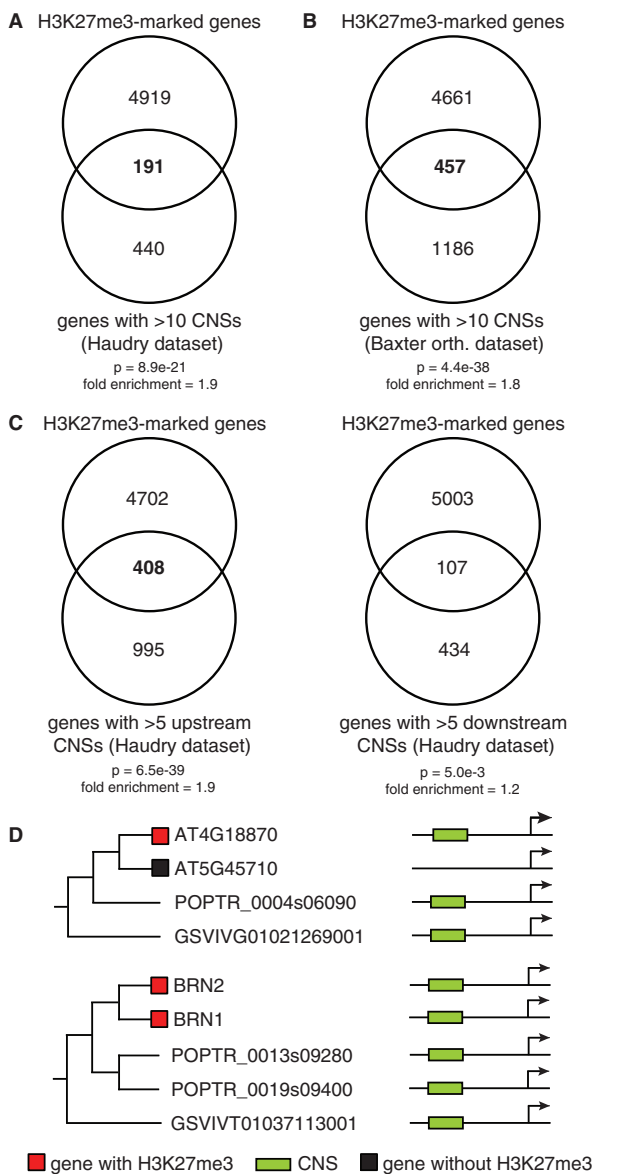 A H3K27me3-marked genes
4919
191
440
genes with >10 CNSs
(Haudry dataset)
p = 8.9e-21
fold enrichment = 1.9
B H3K27me3-marked genes
4661
457
1186
genes with >10 CNSs
(Baxter orth. dataset)
p = 4.4e-38
fold enrichment = 1.8
C H3K27me3-marked genes
4702
408
995
genes with >5 upstream
CNSs (Haudry dataset)
p = 6.5e-39
fold enrichment = 1.9
H3K27me3-marked genes
5003
107
434
genes with >5 downstream
CNSs (Haudry dataset)
p = 5.0e-3
fold enrichment = 1.2
D
AT4G18870
AT5G45710
POPTR_0004s06090
GSVIVG01021269001
BRN2
BRN1
POPTR_0013s09280
POPTR_0019s09400
GSVIVT01037113001
gene with H3K27me3 CNS gene without H3K27me3